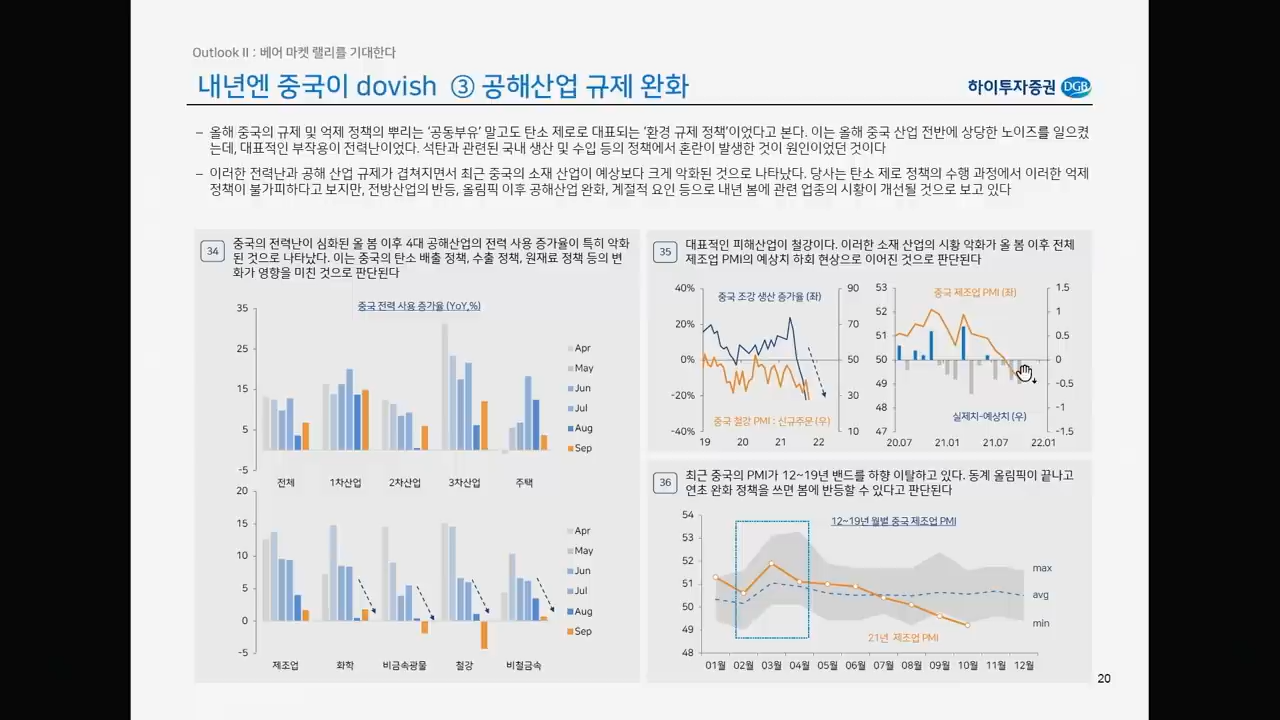 Outlook II : 베어 마켓 랠리를 기대한다
내년엔 중국이 dovish ③ 공해산업 규제 완화
하이투자증권 DGB
– 올해 중국의 규제 및 억제 정책의 뿌리는 ‘공동부유’ 말고도 탄소 제로로 대표되는 ‘환경 규제 정책’이었다고 본다. 이는 올해 중국 산업 전반에 상당한 노이즈를 일으켰
는데, 대표적인 부작용이 전력난이었다. 석탄과 관련된 국내 생산 및 수입 등의 정책에서 혼란이 발생한 것이 원인이었던 것이다
– 이러한 전력난과 공해 산업 규제가 겹쳐지면서 최근 중국의 소재 산업이 예상보다 크게 악화된 것으로 나타났다. 당사는 탄소 제로 정책의 수행 과정에서 이러한 억제
정책이 불가피하다고 보지만, 전방산업의 반등, 올림픽 이후 공해산업 완화, 계절적 요인 등으로 내년 봄에 관련 업종의 시황이 개선될 것으로 보고 있다
34
중국의 전력난이 심화된 올 봄 이후 4대 공해산업의 전력 사용 증가율이 특히 악화
된 것으로 나타났다. 이는 중국의 탄소 배출 정책, 수출 정책, 원재료 정책 등의 변
화가 영향을 미친 것으로 판단된다
중국 전력 사용 증가율 (YoY,%)
35
25
15
5
-5
Apr
May
Jun
Jul
Aug
Sep
전체 1차산업 2차산업 3차산업 주택
20
15
10
5
0
-5
Apr
May
Jun
Jul
Aug
Sep
제조업 화학 비금속광물 철강 비철금속
35
대표적인 피해산업이 철강이다. 이러한 소재 산업의 시황 악화가 올 봄 이후 전체
제조업 PMI의 예상치 하회 현상으로 이어진 것으로 판단된다
중국 조강 생산 증가율 (좌)
40%
20%
0%
-20%
-40%
90
70
50
30
10
중국 철강 PMI : 신규주문 (우)
19 20 21 22
중국 제조업 PMI (좌)
53
52
51
50
49
48
47
1.5
1
0.5
0
-0.5
-1
-1.5
실제치-예상치 (우)
20.07 21.01 21.07 22.01
36
최근 중국의 PMI가 12~19년 밴드를 하향 이탈하고 있다. 동계 올림픽이 끝나고
연초 완화 정책을 쓰면 봄에 반등할 수 있다고 판단된다
12~19년 월별 중국 제조업 PMI
54
53
52
51
50
49
48
max
avg
min
21년 제조업 PMI
01월 02월 03월 04월 05월 06월 07월 08월 09월 10월 11월 12월
20